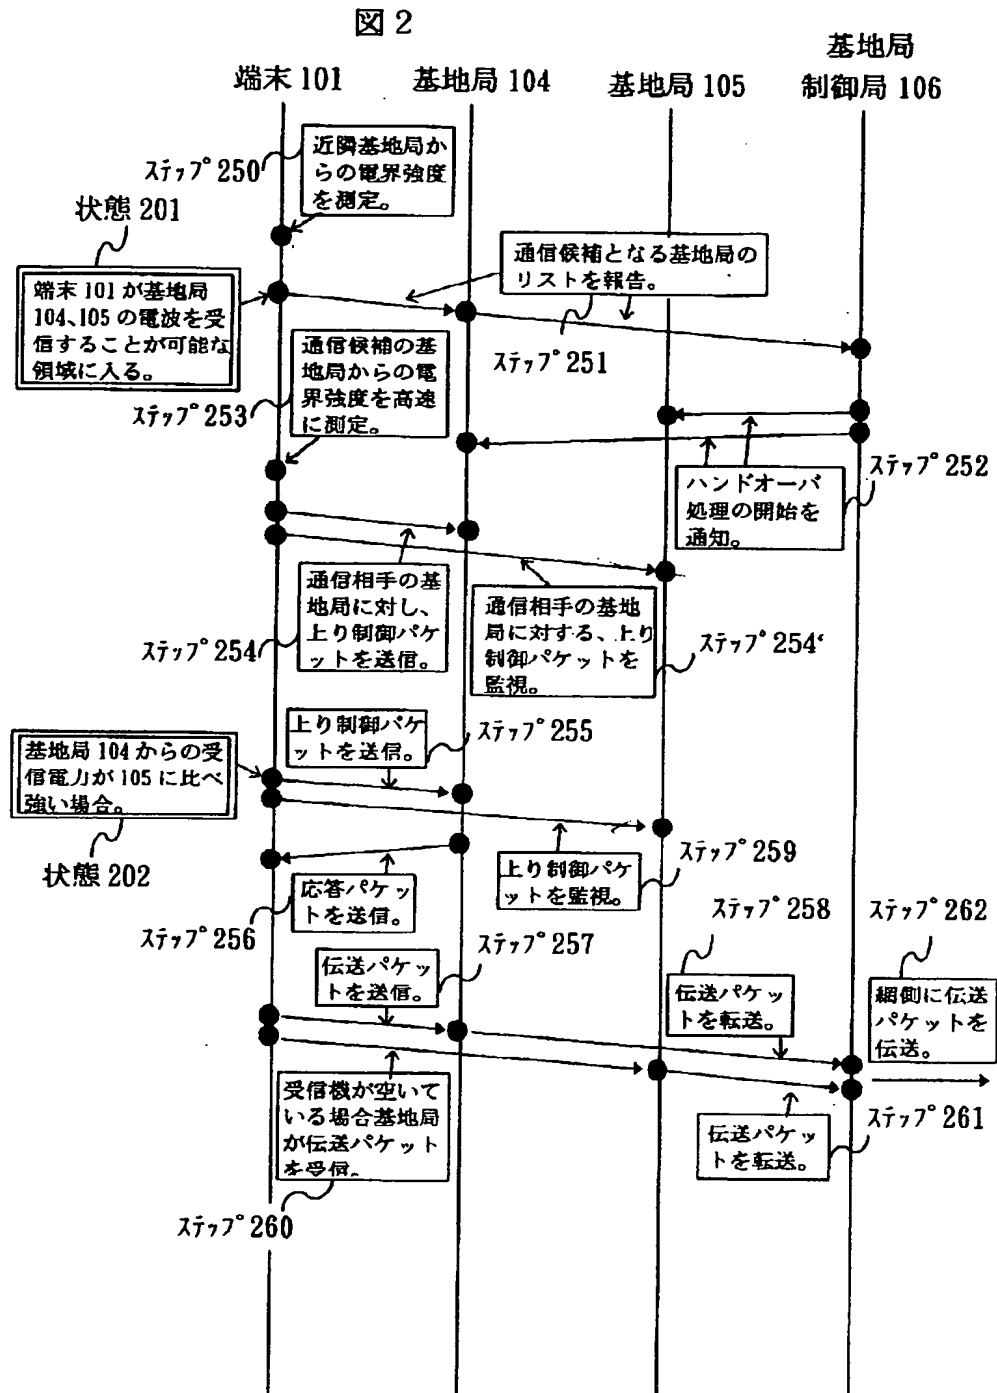 図2
端末101
基地局104
基地局105
基地局
制御局106
近隣基地局か
らの電界強度
を測定。
ステップ250
状態201
端末101が基地局
104、105の電波を受
信することが可能な
領域に入る。
通信候補となる基地局の
リストを報告。
ステップ251
通信候補の基
地局からの電
界強度を高速
に測定。
ステップ253
ステップ252
ハンドオーバ
処理の開始を
通知。
通信相手の基
地局に対し、
上り制御パケ
ットを送信。
ステップ254
通信相手の基地
局に対する、上り
制御パケットを
監視。
ステップ254‘
上り制御パケ
ットを送信。
ステップ255
基地局104からの受
信電力が105に比べ
強い場合。
状態202
ステップ259
上り制御パケ
ットを監視。
応答パケッ
トを送信。
ステップ256
ステップ257
伝送パケッ
トを送信。
ステップ258
伝送パケッ
トを転送。
ステップ262
網側に伝送
パケットを
伝送。
受信機が空いて
いる場合基地局
が伝送パケット
を受信。
ステップ260
伝送パケッ
トを転送。
ステップ261